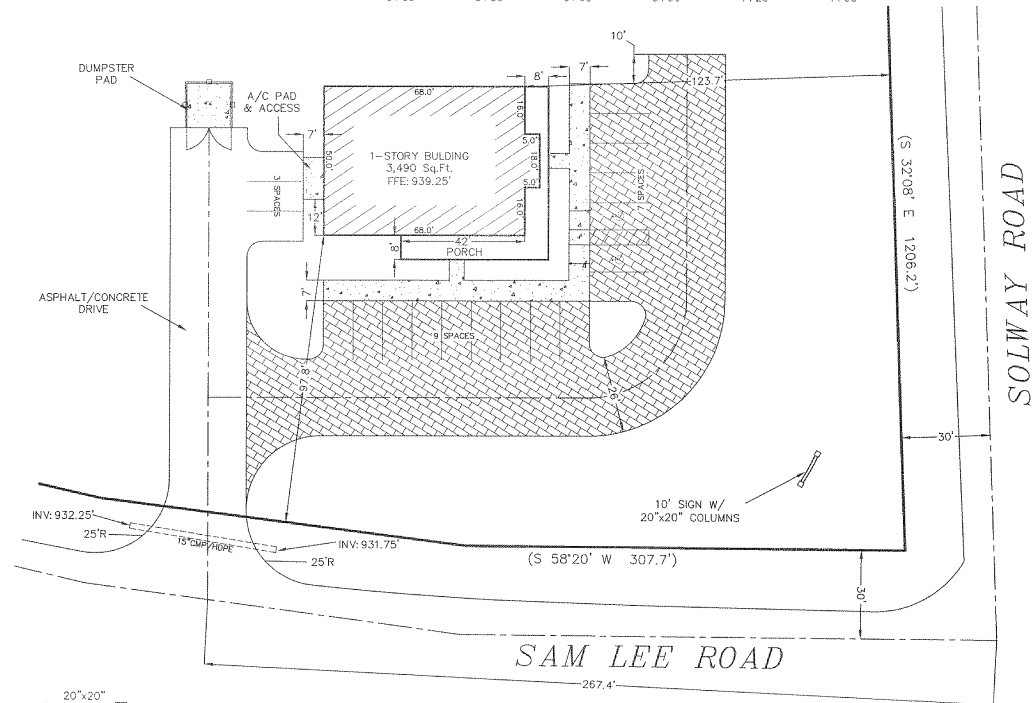 10'
DUMPSTER
PAD
A/C PAD
& ACCESS
7'
68.0'
8'
7'
123.7'
16.0'
5.0'
18.0'
5.0'
16.0'
50.0'
1-STORY BULDING
3,490 Sq.Ft.
FFE: 939.25'
3 SPACES
12'
68.0'
42'
PORCH
8'
SPACES
(S 32°08' E 1206.2')
SOLWAY ROAD
ASPHALT/CONCRETE
DRIVE
7'
9 SPACES
97.8'
26'
30'
10' SIGN W/
20"x20" COLUMNS
INV: 932.25'
25'R
INV: 931.75'
25'R
(S 58°20' W 307.7')
30'
SAM LEE ROAD
267.4'
20"x20"